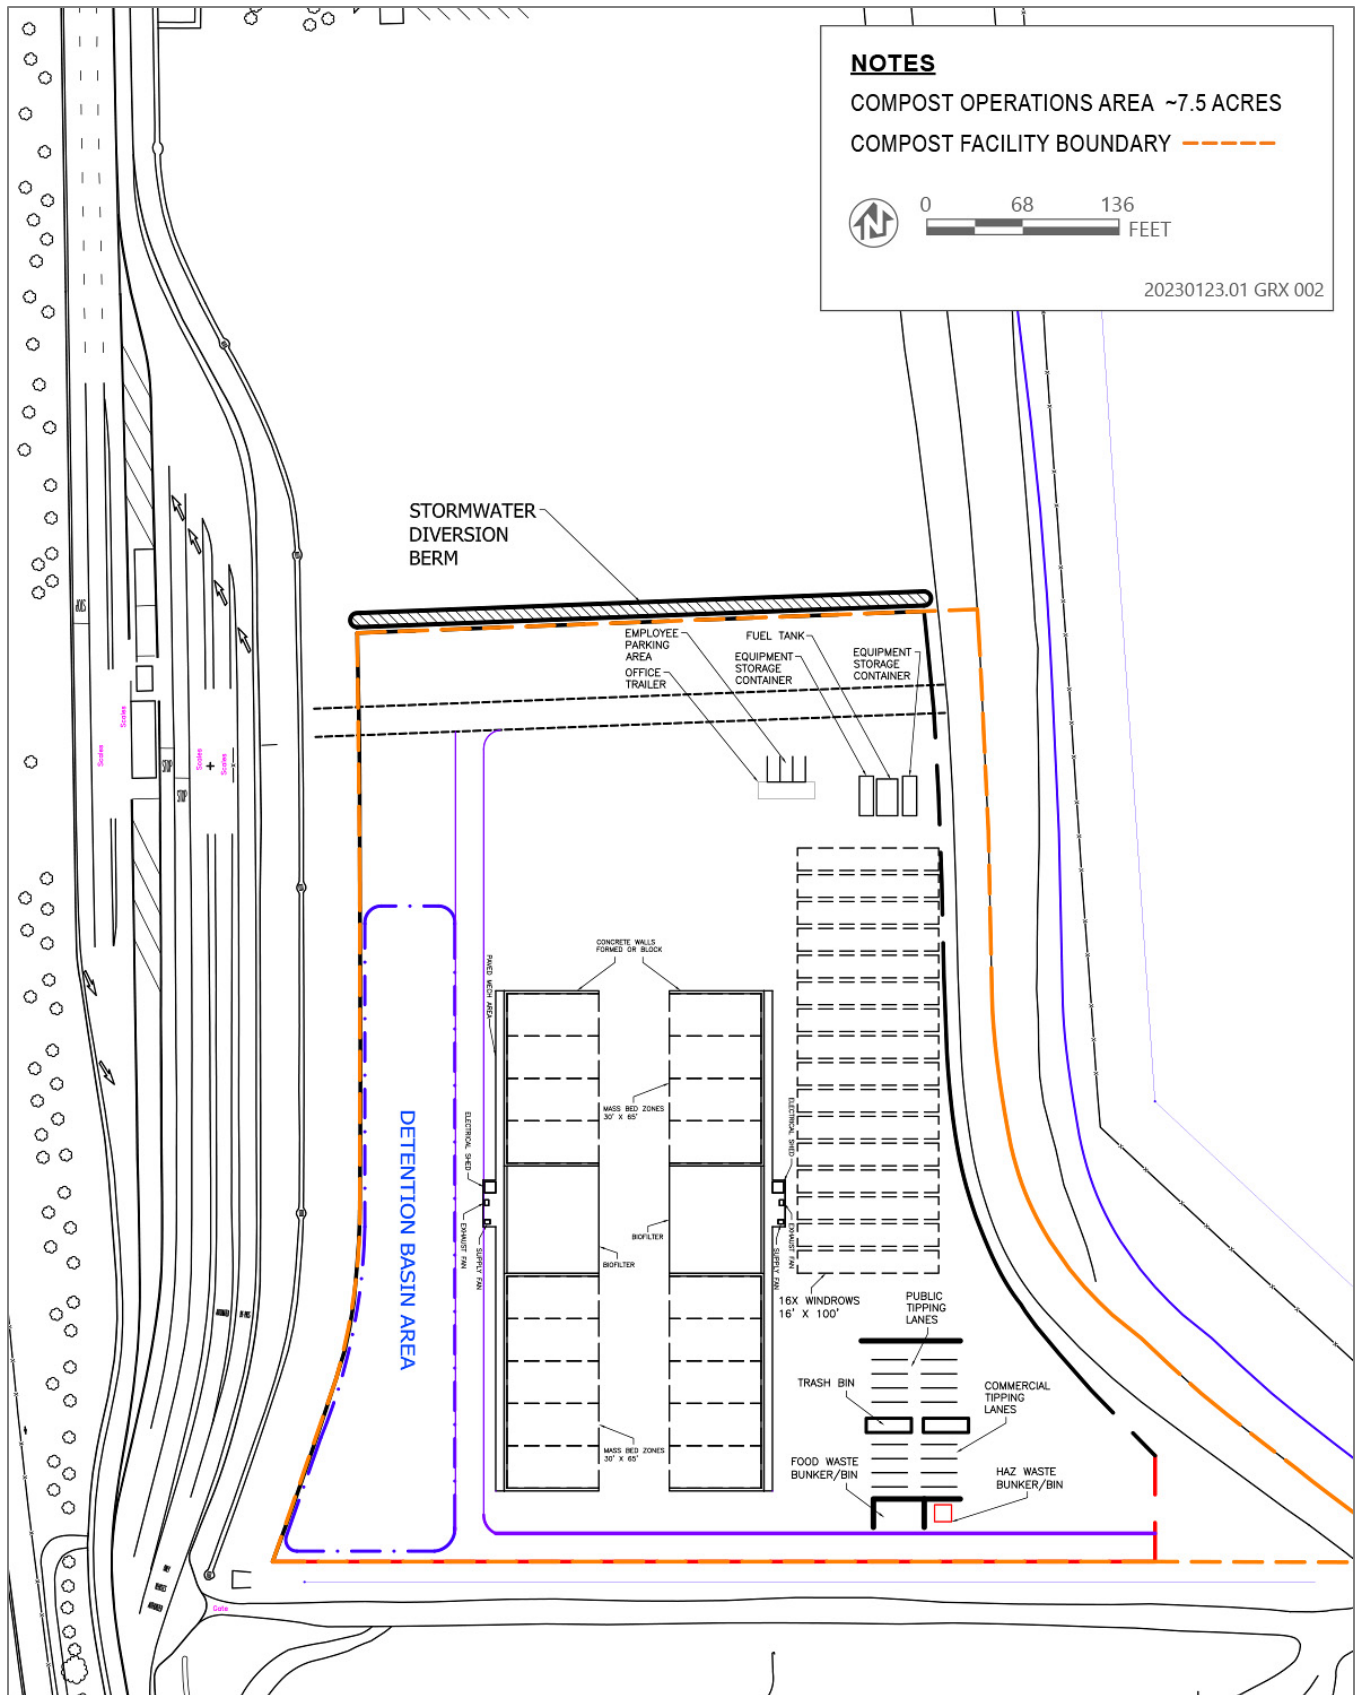 NOTES
COMPOST OPERATIONS AREA ~7.5 ACRES
COMPOST FACILITY BOUNDARY
0 68 136
FEET
N
20230123.01 GRX 002
STORMWATER
DIVERSION
BERM
EMPLOYEE
PARKING
AREA
OFFICE
TRAILER
FUEL TANK
EQUIPMENT
STORAGE
CONTAINER
EQUIPMENT
STORAGE
CONTAINER
STOP
Scales
Scales
Scales
Scales
STOP
STOP
CONCRETE WALLS
FORMED OR BLOCK
PAVED MECH AREA
MASS BED ZONES
30' X 65'
ELECTRICAL SHED
ELECTRICAL SHED
DETENTION BASIN AREA
EXHAUST FAN
SUPPLY FAN
BIOFILTER
BIOFILTER
EXHAUST FAN
SUPPLY FAN
16X WINDROWS
16' X 100'
PUBLIC
TIPPING
LANES
TRASH BIN
COMMERCIAL
TIPPING
LANES
MASS BED ZONES
30' X 65'
FOOD WASTE
BUNKER/BIN
HAZ WASTE
BUNKER/BIN
Gate